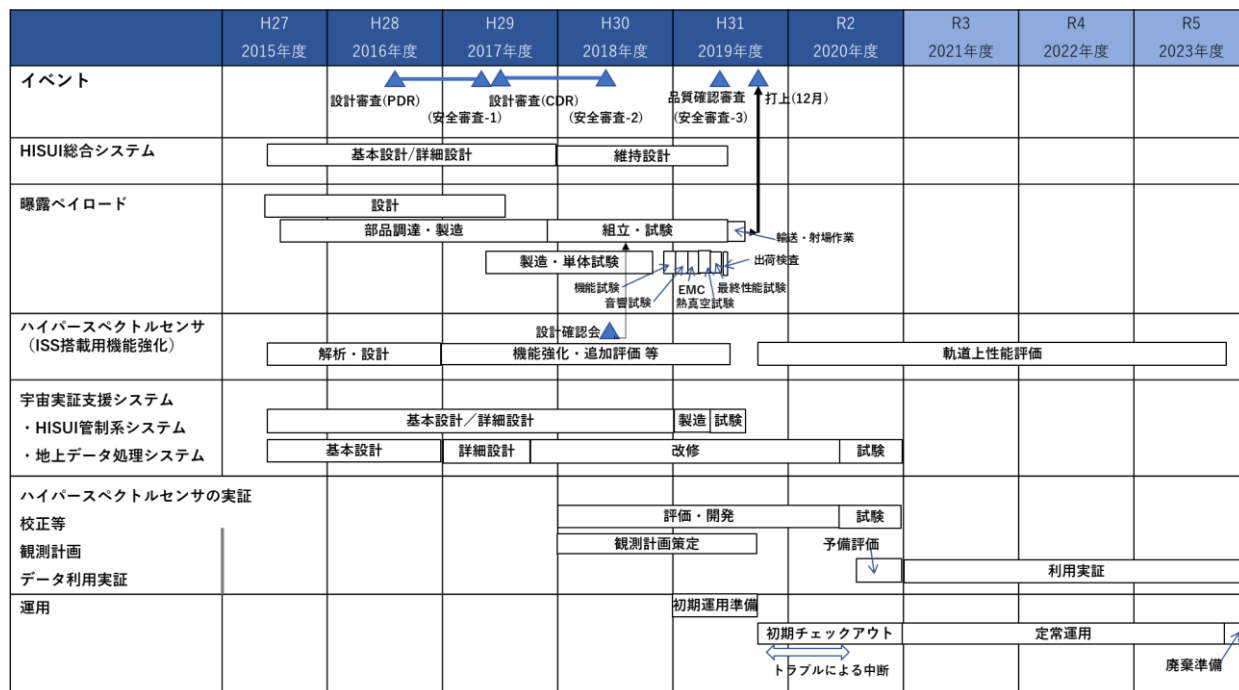 H27 H28 H29 H30 H31 R2 R3 R4 R5
2015年度 2016年度 2017年度 2018年度 2019年度 2020年度 2021年度 2022年度 2023年度
イベント
設計審査(PDR) 設計審査(CDR) 品質確認審査 打上(12月)
(安全審査-1) (安全審査-2) (安全審査-3)
HISUI総合システム
基本設計/詳細設計 維持設計
曝露ペイロード
設計
部品調達・製造 組立・試験 輸送・射場作業
製造・単体試験 出荷検査
機能試験 EMC 最終性能試験
音響試験 熱真空試験
ハイパースペクトルセンサ 設計確認会
（ISS搭載用機能強化） 解析・設計 機能強化・追加評価 等 軌道上性能評価
宇宙実証支援システム
・HISUI管制系システム 基本設計／詳細設計 製造 試験
・地上データ処理システム 基本設計 詳細設計 改修 試験
ハイパースペクトルセンサの実証
校正等 評価・開発 試験
観測計画 観測計画策定 予備評価
データ利用実証 利用実証
運用 初期運用準備
初期チェックアウト 定常運用
トラブルによる中断 廃棄準備